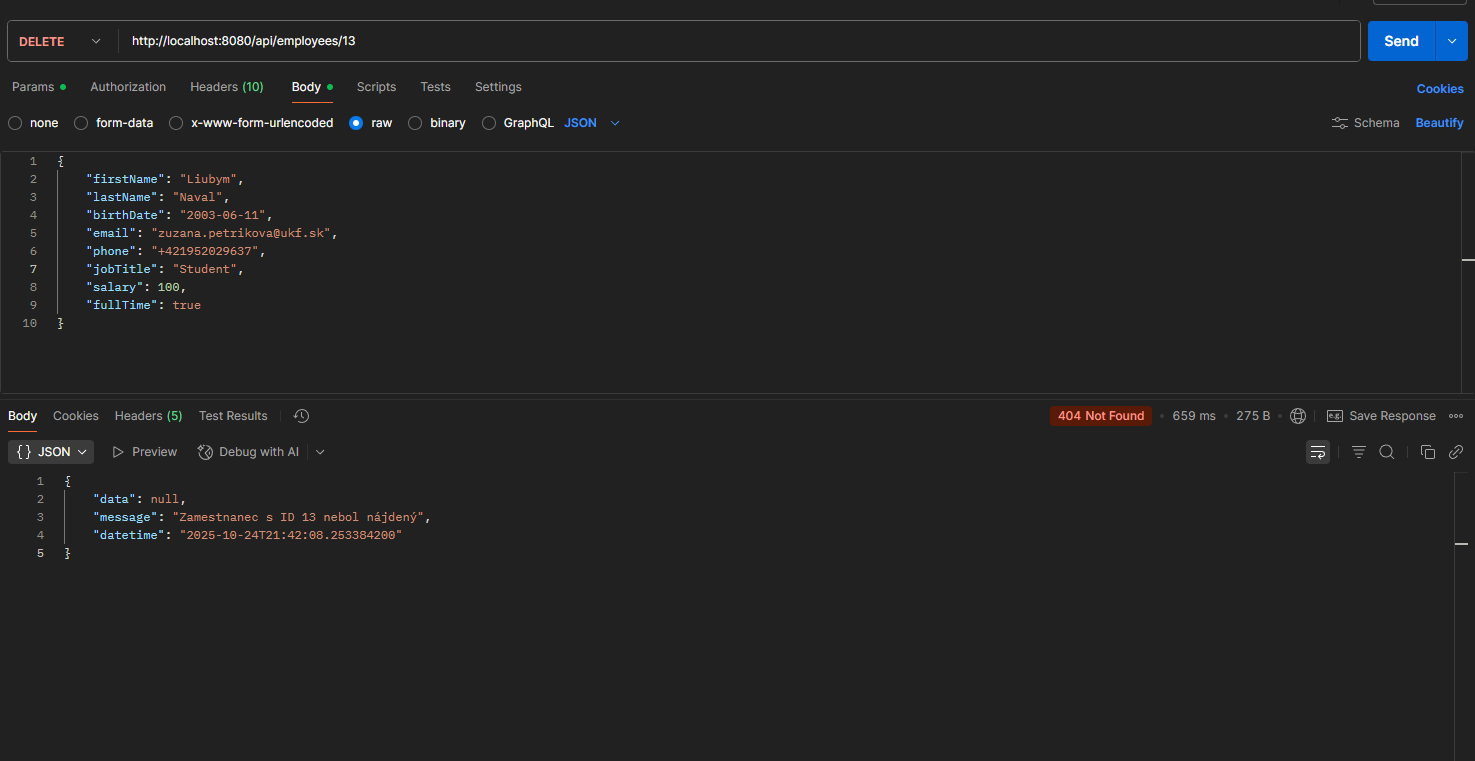 DELETE http://localhost:8080/api/employees/13 Send
Params Authorization Headers (10) Body Scripts Tests Settings Cookies
none form-data x-www-form-urlencoded raw binary GraphQL JSON Schema Beautify
1 {
2 "firstName": "Liubym",
3 "lastName": "Naval",
4 "birthDate": "2003-06-11",
5 "email": "zuzana.petrikova@ukf.sk",
6 "phone": "+421952029637",
7 "jobTitle": "Student",
8 "salary": 100,
9 "fullTime": true
10 }
Body Cookies Headers (5) Test Results 404 Not Found 659 ms 275 B e.g. Save Response
{} JSON Preview Debug with AI
1 {
2 "data": null,
3 "message": "Zamestnanec s ID 13 nebol nájdený",
4 "datetime": "2025-10-24T21:42:08.253384200"
5 }